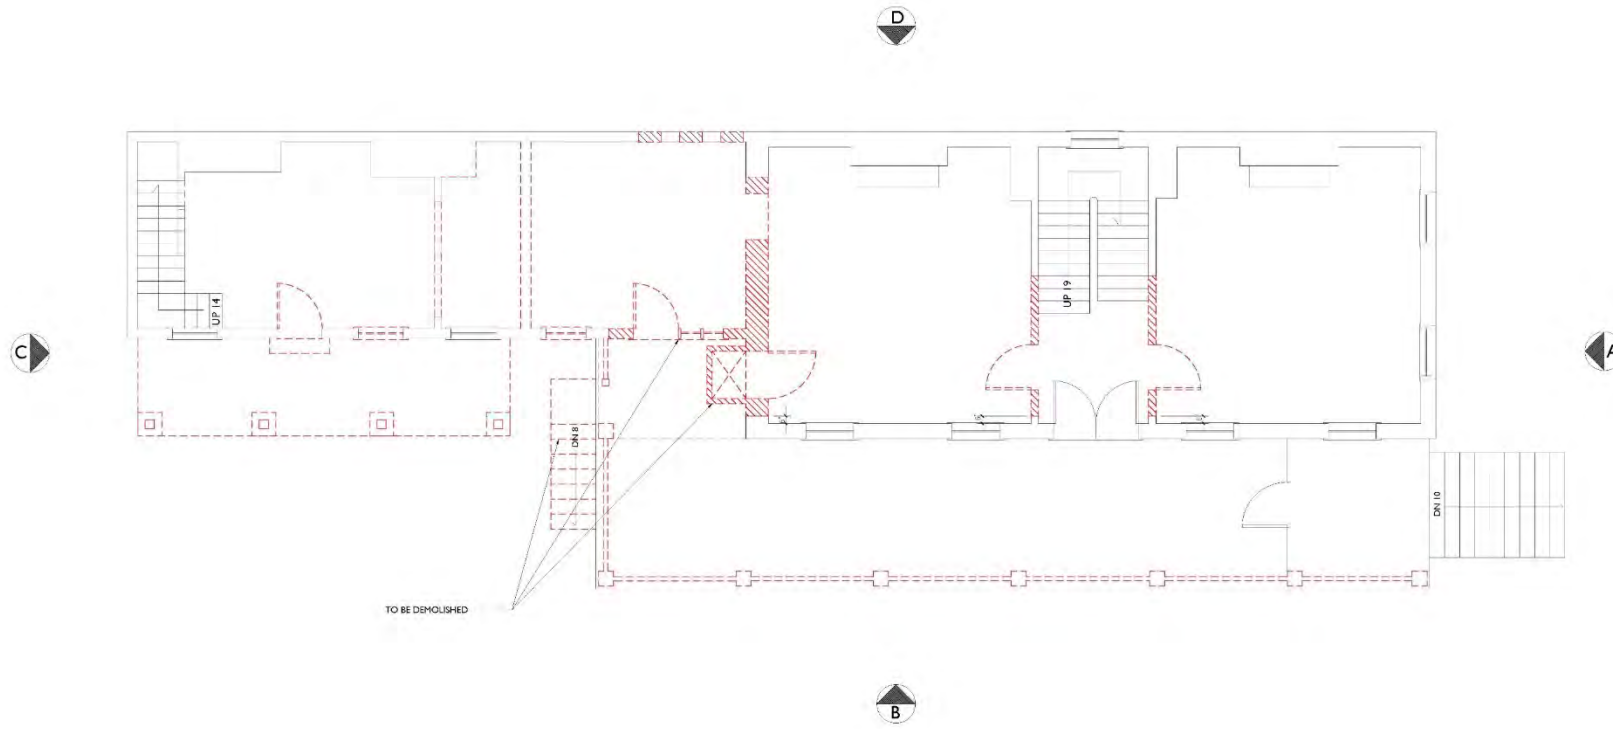 D
UP 14
UP 19
C
A
DN 8
DN 10
TO BE DEMOLISHED
B